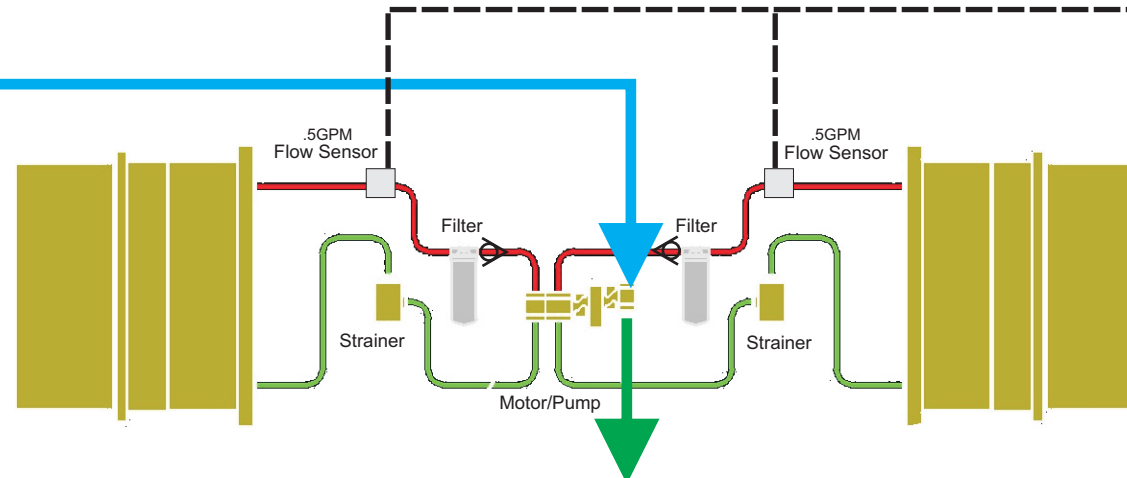 .5GPM
Flow Sensor
.5GPM
Flow Sensor
Filter
Filter
Strainer
Strainer
Motor/Pump